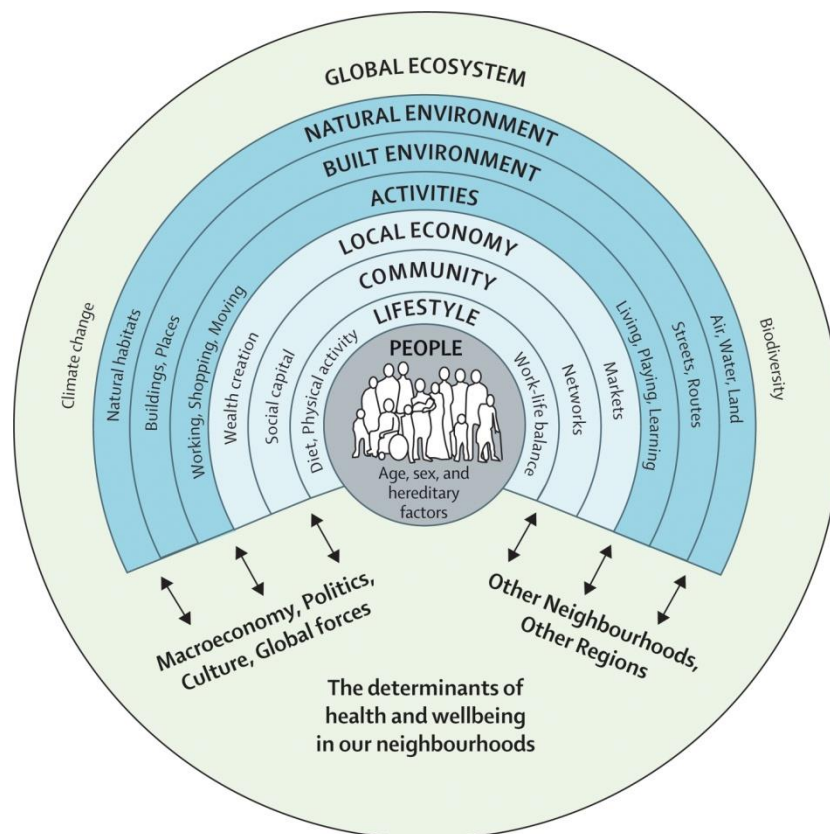 GLOBAL ECOSYSTEM
NATURAL ENVIRONMENT
BUILT ENVIRONMENT
ACTIVITIES
LOCAL ECONOMY
COMMUNITY
LIFESTYLE
PEOPLE
Climate change
Natural habitats
Buildings, Places
Working, Shopping, Moving
Wealth creation
Social capital
Diet, Physical activity
Work-life balance
Networks
Markets
Living, Playing, Learning
Streets, Routes
Air, Water, Land
Biodiversity
Age, sex, and
hereditary
factors
Macroeconomy, Politics,
Culture, Global forces
Other Neighbourhoods,
Other Regions
The determinants of
health and wellbeing
in our neighbourhoods